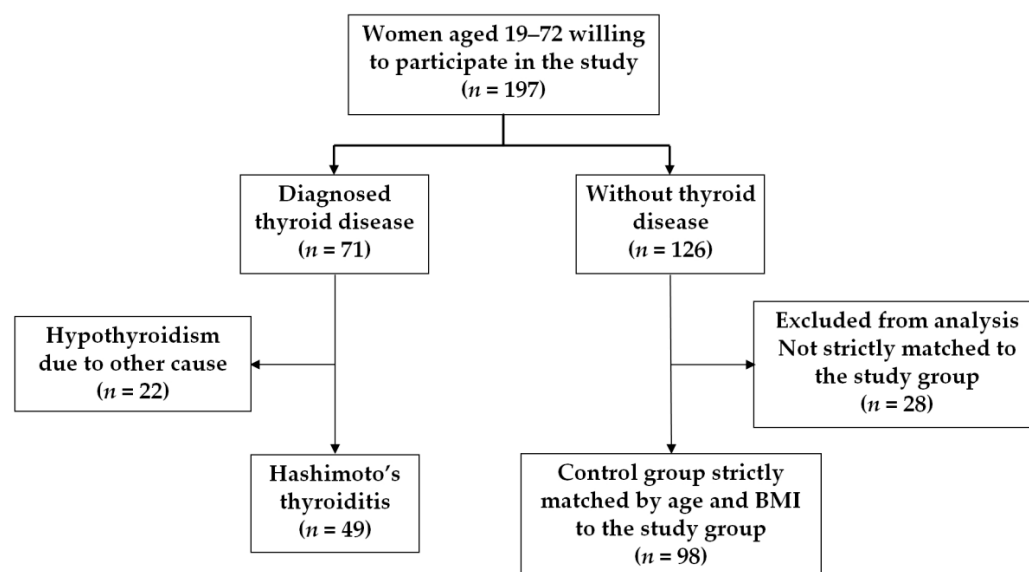 Women aged 19–72 willing
to participate in the study
(n = 197)
Diagnosed
thyroid disease
(n = 71)
Without thyroid
disease
(n = 126)
Hypothyroidism
due to other cause
(n = 22)
Excluded from analysis
Not strictly matched to
the study group
(n = 28)
Hashimoto’s
thyroiditis
(n = 49)
Control group strictly
matched by age and BMI
to the study group
(n = 98)